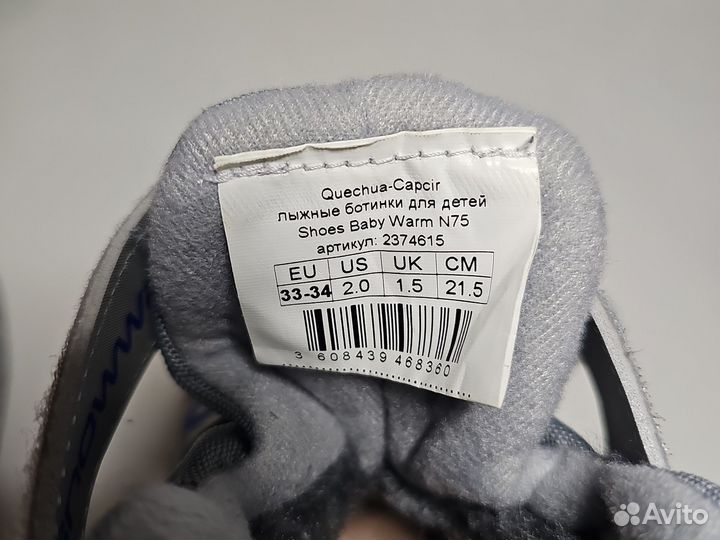 Quechua-Capcir
лыжные ботинки для детей
Shoes Baby Warm N75
артикул: 2374615
EU US UK CM
33-34 2.0 1.5 21.5
3 608439 468360
Avito